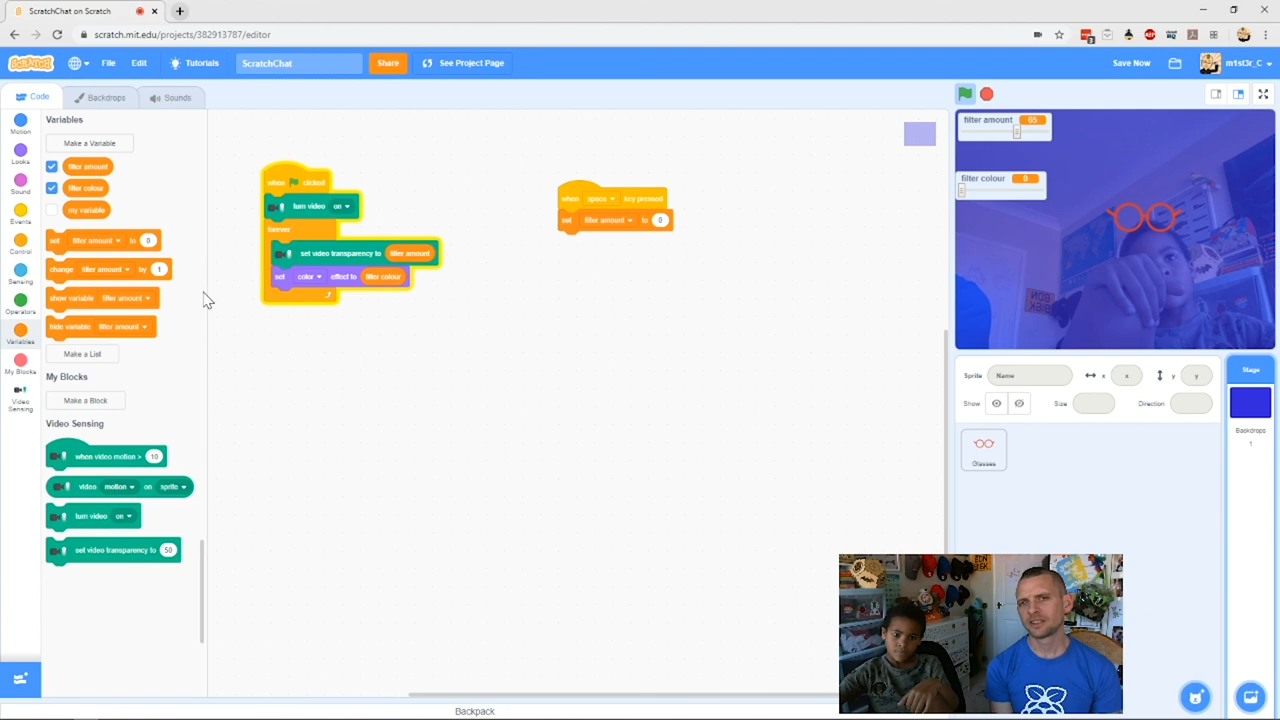 ScratchChat on Scratch
scratch.mit.edu/projects/382913787/editor
SCRATCH File Edit Tutorials ScratchChat Share See Project Page Save Now m1st3r_C
Code Backdrops Sounds
Motion
Looks
Sound
Events
Control
Sensing
Operators
Variables
My Blocks
Video
Sensing
Variables
Make a Variable
filter amount
filter colour
my variable
set filter amount to 0
change filter amount by 1
show variable filter amount
hide variable filter amount
Make a List
My Blocks
Make a Block
Video Sensing
when video motion > 10
video motion on sprite
turn video on
set video transparency to 50
when clicked
turn video on
forever
set video transparency to filter amount
set color effect to filter colour
when space key pressed
set filter amount to 0
filter amount 65
filter colour 0
Sprite Name x x y y
Show Size Direction
Glasses
Stage
Backdrops
1
Backpack